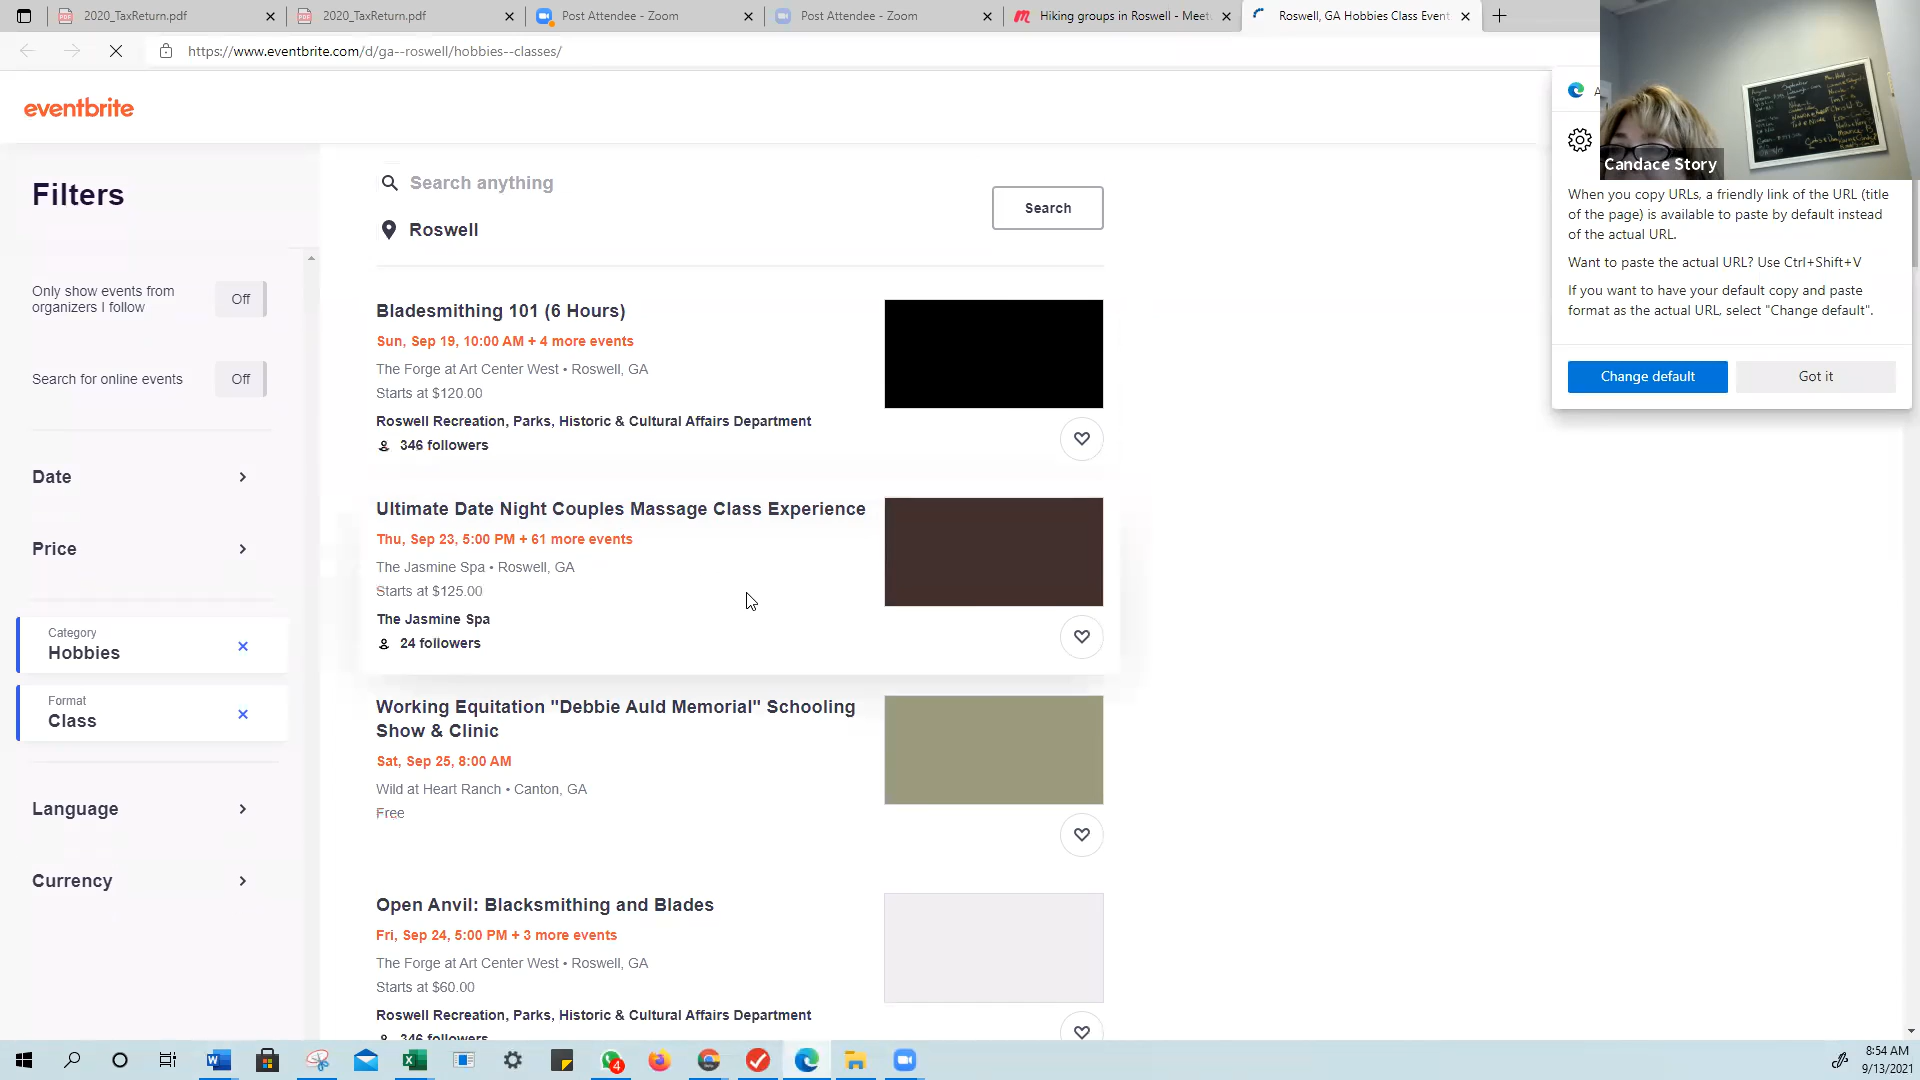 2020_TaxReturn.pdf
2020_TaxReturn.pdf
Post Attendee - Zoom
Post Attendee - Zoom
Hiking groups in Roswell - Meet
Roswell, GA Hobbies Class Event
https://www.eventbrite.com/d/ga--roswell/hobbies--classes/
eventbrite
Filters
Only show events from
organizers I follow
Off
Search for online events
Off
Date
Price
Category
Hobbies
Format
Class
Language
Currency
Search anything
Roswell
Search
Bladesmithing 101 (6 Hours)
Sun, Sep 19, 10:00 AM + 4 more events
The Forge at Art Center West • Roswell, GA
Starts at $120.00
Roswell Recreation, Parks, Historic & Cultural Affairs Department
346 followers
Ultimate Date Night Couples Massage Class Experience
Thu, Sep 23, 5:00 PM + 61 more events
The Jasmine Spa • Roswell, GA
Starts at $125.00
The Jasmine Spa
24 followers
Working Equitation "Debbie Auld Memorial" Schooling
Show & Clinic
Sat, Sep 25, 8:00 AM
Wild at Heart Ranch • Canton, GA
Free
Open Anvil: Blacksmithing and Blades
Fri, Sep 24, 5:00 PM + 3 more events
The Forge at Art Center West • Roswell, GA
Starts at $60.00
Roswell Recreation, Parks, Historic & Cultural Affairs Department
346 followers
Candace Story
When you copy URLs, a friendly link of the URL (title
of the page) is available to paste by default instead
of the actual URL.
Want to paste the actual URL? Use Ctrl+Shift+V
If you want to have your default copy and paste
format as the actual URL, select "Change default".
Change default
Got it
4
8:54 AM
9/13/2021